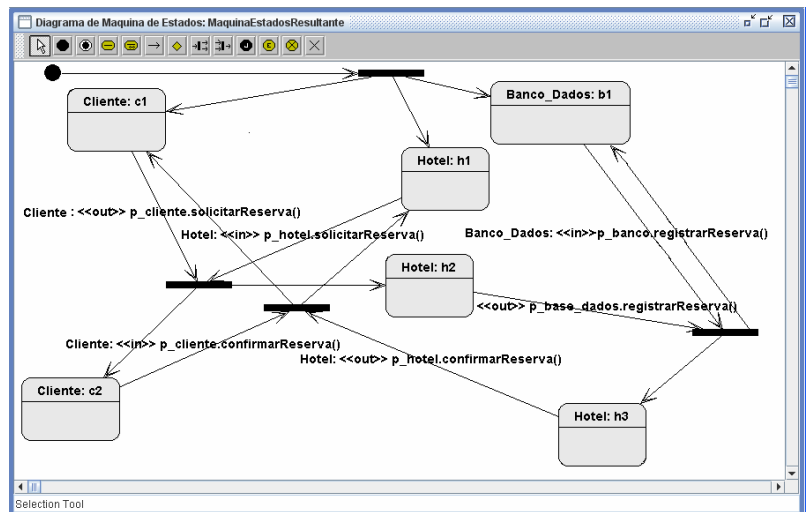 Diagrama de Maquina de Estados: MaquinaEstadosResultante
J
E
Cliente: c1
Banco_Dados: b1
Hotel: h1
Cliente : <<out>> p_cliente.solicitarReserva()
Hotel: <<in>> p_hotel.solicitarReserva()
Banco_Dados: <<in>>p_banco.registrarReserva()
Hotel: h2
<<out>> p_base_dados.registrarReserva()
Cliente: <<in>> p_cliente.confirmarReserva()
Hotel: <<out>> p_hotel.confirmarReserva()
Cliente: c2
Hotel: h3
Selection Tool